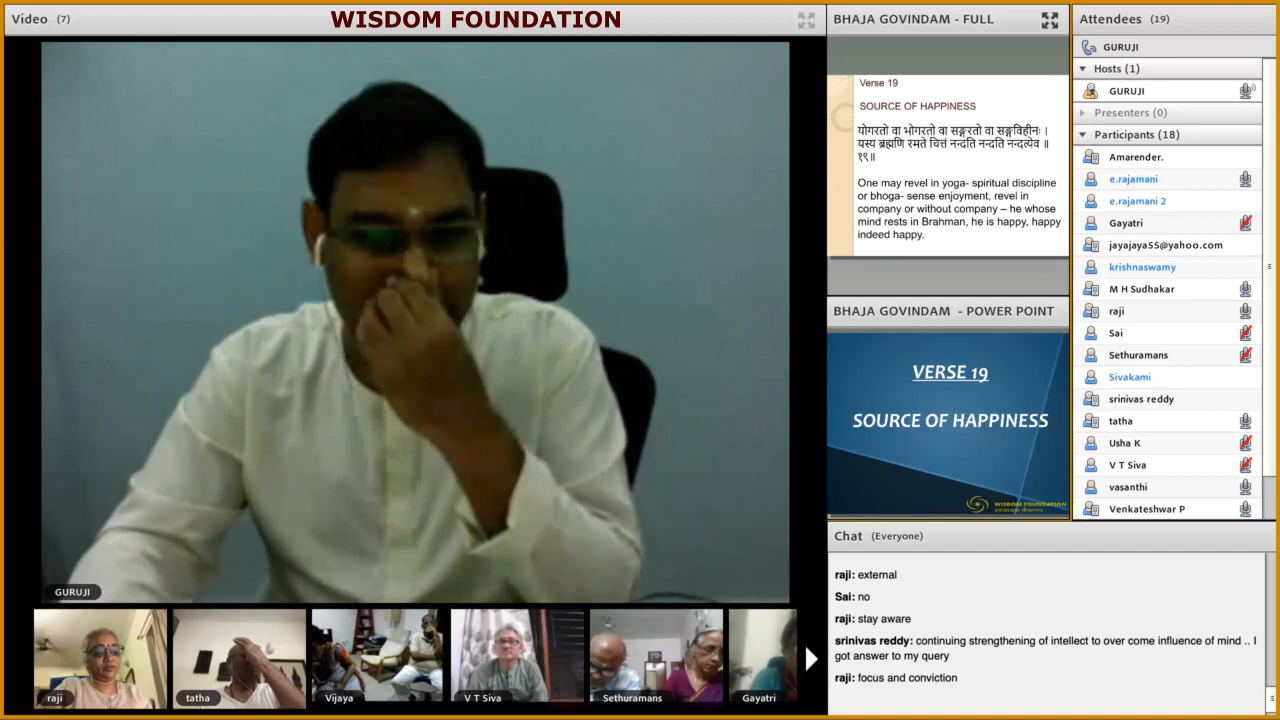 Video (7)
WISDOM FOUNDATION
GURUJI
raji
tatha
Vijaya
V T Siva
Sethuramans
Gayatri
BHAJA GOVINDAM - FULL
Verse 19
SOURCE OF HAPPINESS
योगरतो वा भोगरतो वा सङ्गरतो वा सङ्गविहीनः ।
यस्य ब्रह्मणि रमते चित्तं नन्दति नन्दति नन्दत्येव ॥
१९॥
One may revel in yoga- spiritual discipline
or bhoga- sense enjoyment, revel in
company or without company – he whose
mind rests in Brahman, he is happy, happy
indeed happy.
BHAJA GOVINDAM - POWER POINT
VERSE 19
SOURCE OF HAPPINESS
WISDOM FOUNDATION
Attendees (19)
GURUJI
Hosts (1)
GURUJI
Presenters (0)
Participants (18)
Amarender.
e.rajamani
e.rajamani 2
Gayatri
jayajaya55@yahoo.com
krishnaswamy
M H Sudhakar
raji
Sai
Sethuramans
Sivakami
srinivas reddy
tatha
Usha K
V T Siva
vasanthi
Venkateshwar P
Chat (Everyone)
raji: external
Sai: no
raji: stay aware
srinivas reddy: continuing strengthening of intellect to over come influence of mind .. I
got answer to my query
raji: focus and conviction